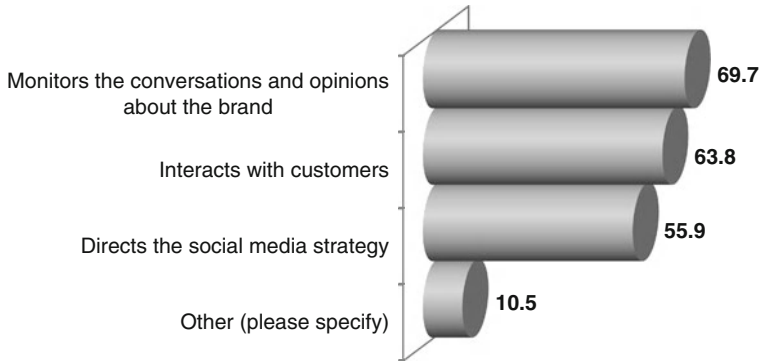 Monitors the conversations and opinions
about the brand
69.7
Interacts with customers
63.8
Directs the social media strategy
55.9
Other (please specify)
10.5